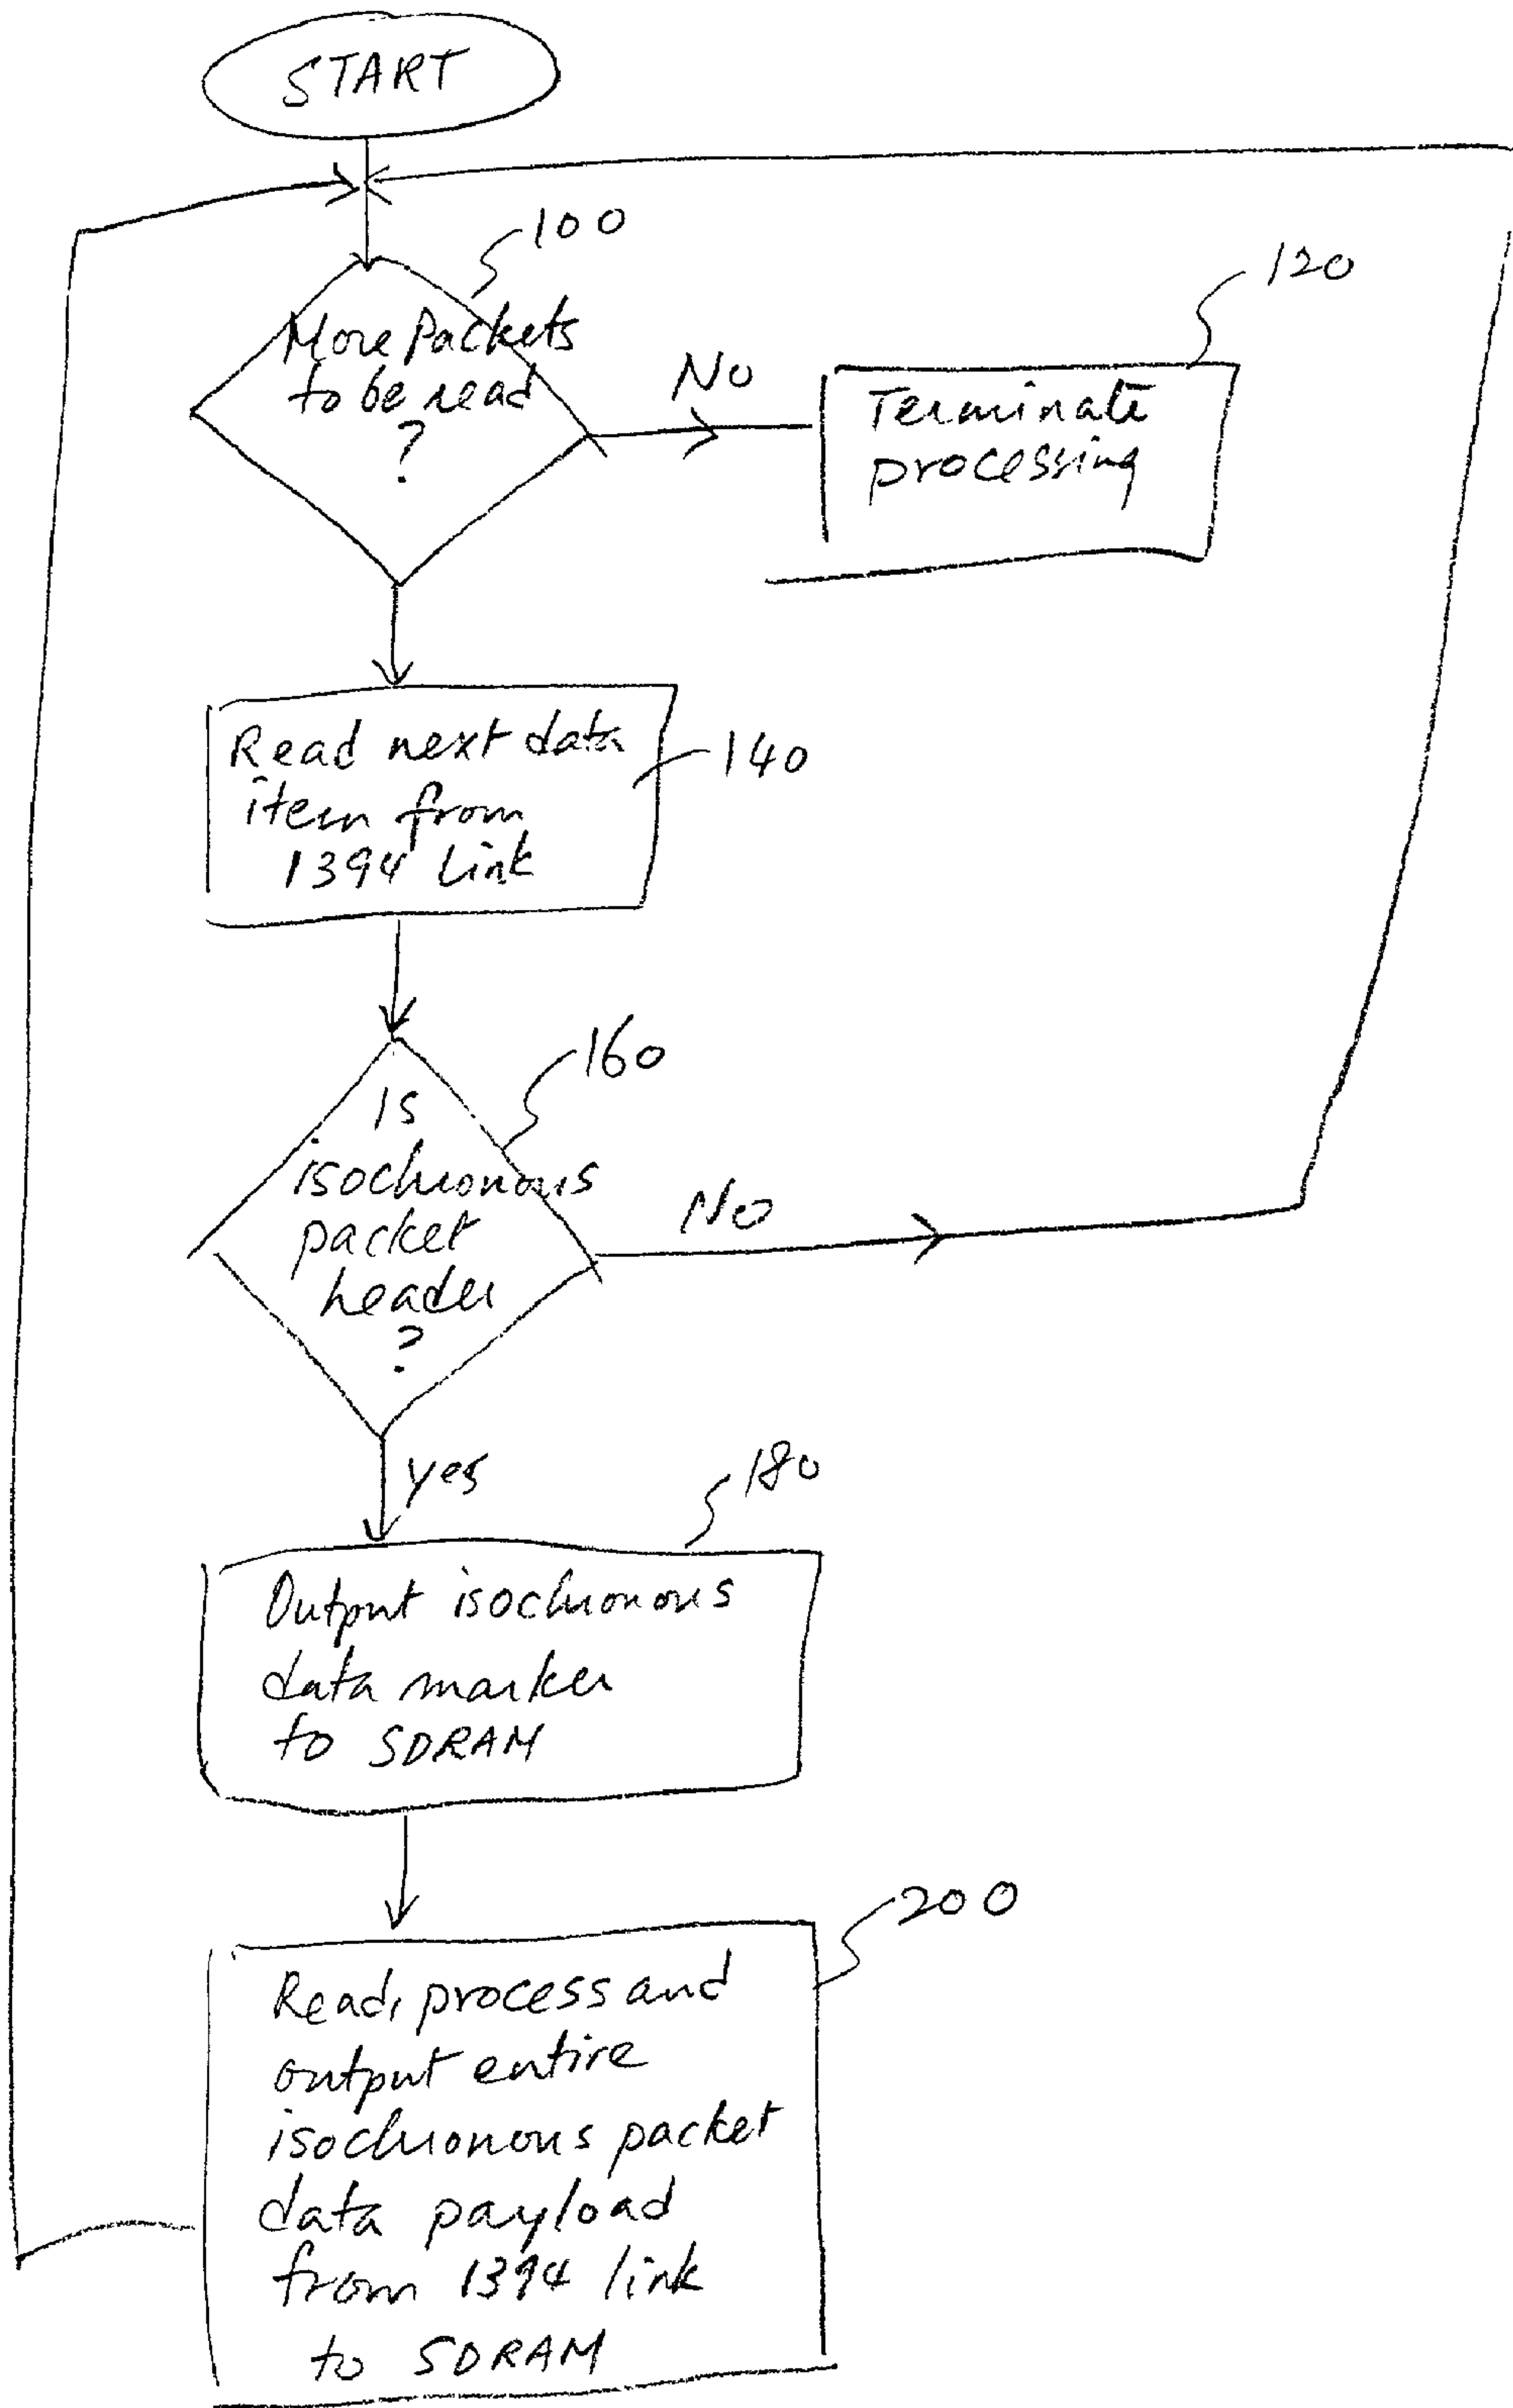 START
100
More Packets
to be read
?
No
120
Terminate
processing
Read next data
item from
1394 Link
140
Is
isochronous
packet
header
?
160
No
yes
180
Output isochronous
data marker
to SDRAM
200
Read, process and
output entire
isochronous packet
data payload
from 1394 link
to SDRAM